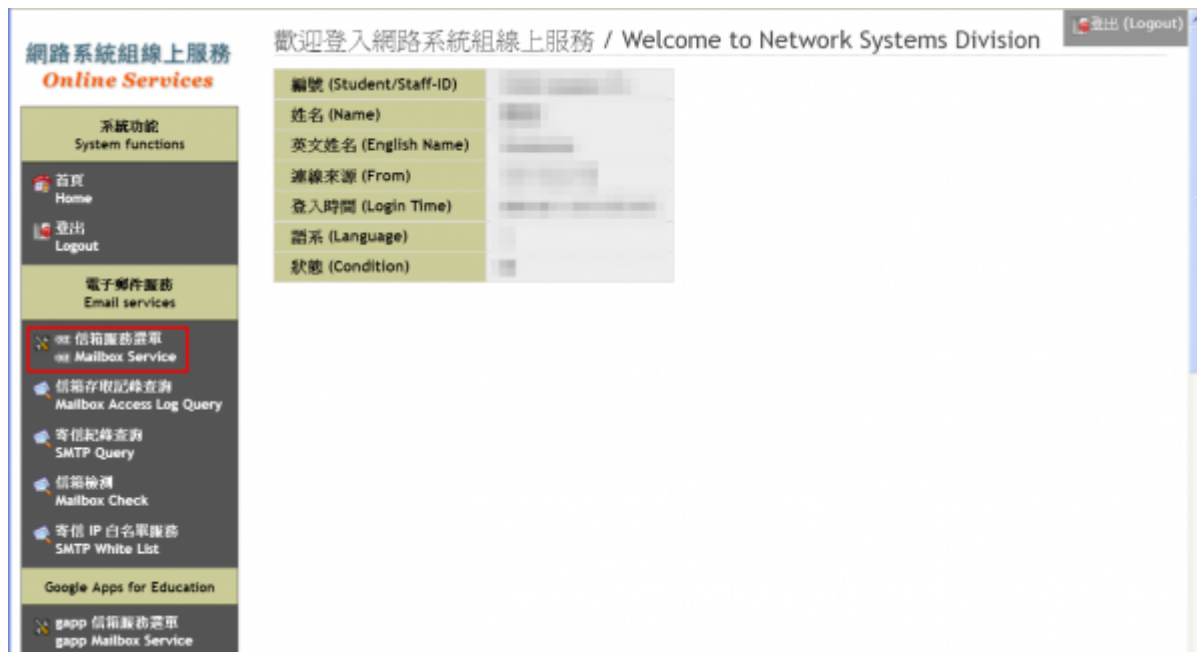 登出 (Logout)
網路系統組線上服務
Online Services
歡迎登入網路系統組線上服務 / Welcome to Network Systems Division
編號 (Student/Staff-ID)
姓名 (Name)
英文姓名 (English Name)
連線來源 (From)
登入時間 (Login Time)
語系 (Language)
狀態 (Condition)
系統功能
System functions
首頁
Home
登出
Logout
電子郵件服務
Email services
信箱服務選單
Mailbox Service
信箱存取記錄查詢
Mailbox Access Log Query
寄信紀錄查詢
SMTP Query
信箱檢測
Mailbox Check
寄信 IP 白名單服務
SMTP White List
Google Apps for Education
gapp 信箱服務選單
gapp Mailbox Service